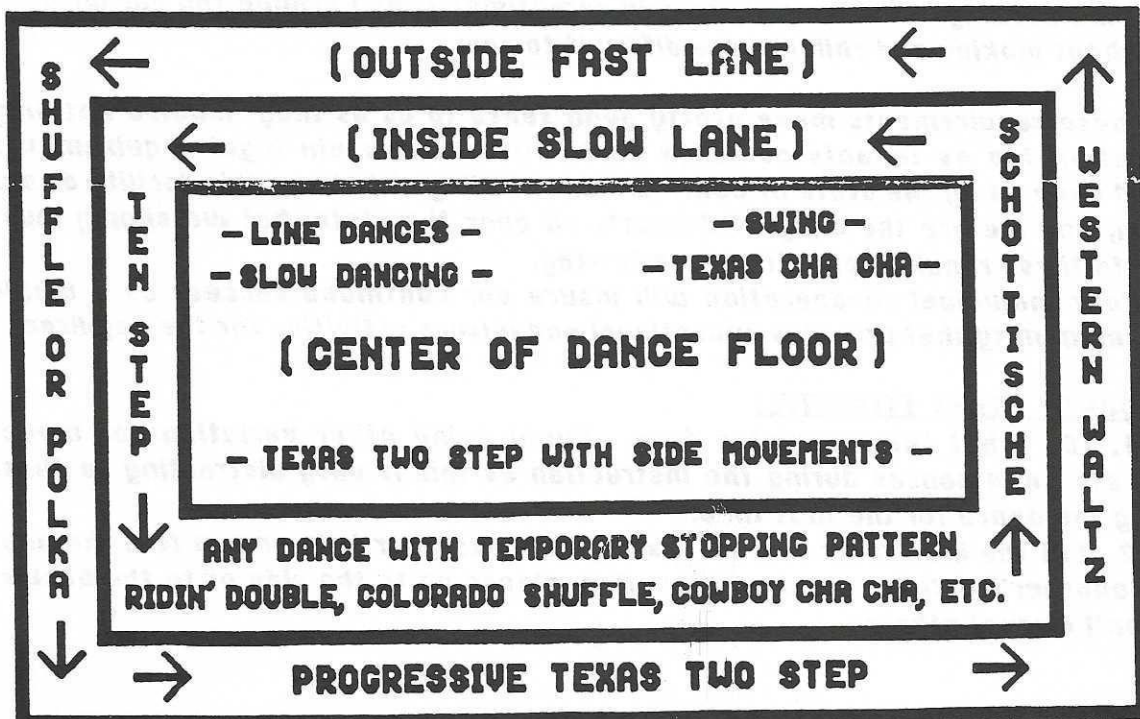 (OUTSIDE FAST LANE)
SHUFFLE OR POLKA
WESTERN WALTZ
(INSIDE SLOW LANE)
TEN STEP
SCHOTTISCHE
– LINE DANCES –
– SWING
– SLOW DANCING –
– TEXAS CHA CHA
(CENTER OF DANCE FLOOR)
– TEXAS TWO STEP WITH SIDE MOVEMENTS –
ANY DANCE WITH TEMPORARY STOPPING PATTERN
RIDIN' DOUBLE, COLORADO SHUFFLE, COWBOY CHA CHA, ETC.
PROGRESSIVE TEXAS TWO STEP